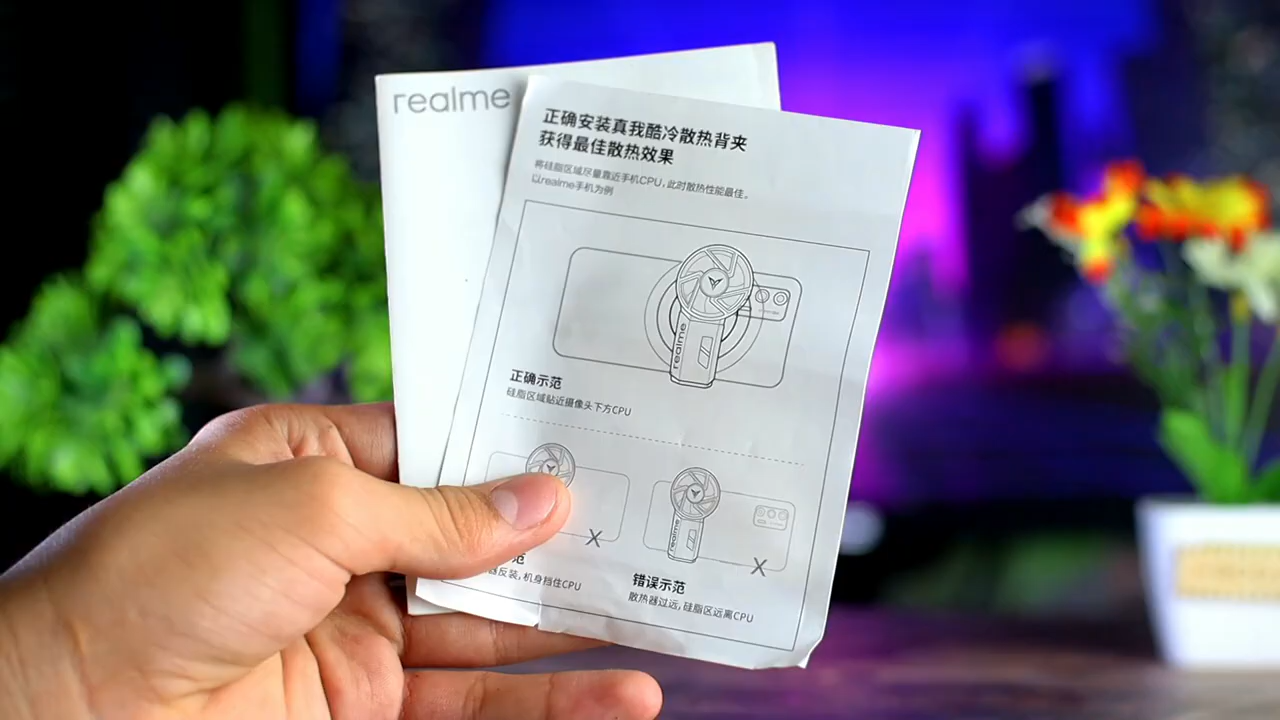 realme
正确安装真我酷冷散热背夹
获得最佳散热效果
将硅脂区域尽量靠近手机CPU，此时散热性能最佳。
以realme手机为例
realme
正确示范
硅脂区域贴近摄像头下方CPU
realme
范
器反装，机身挡住CPU
错误示范
散热器过远，硅脂区远离CPU